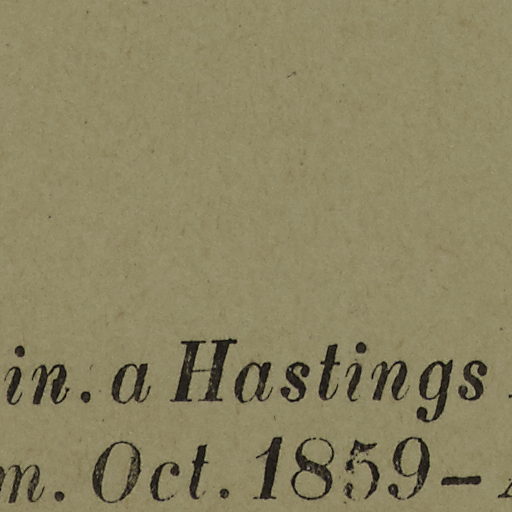 in. a Hastings
m. Oct. 1859–